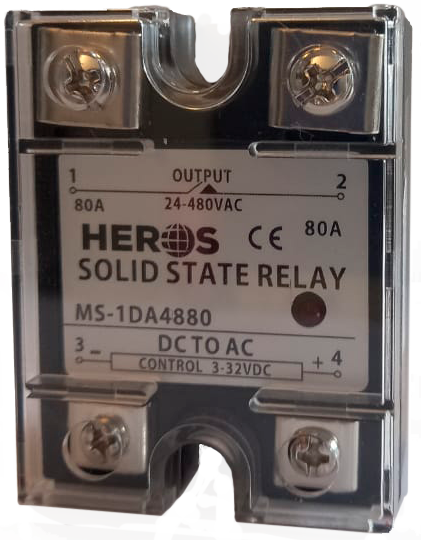 OUTPUT
1 2
80A 24-480VAC 80A
HEROS CE
SOLID STATE RELAY
MS-1DA4880
DC TO AC
3 − + 4
CONTROL 3-32VDC